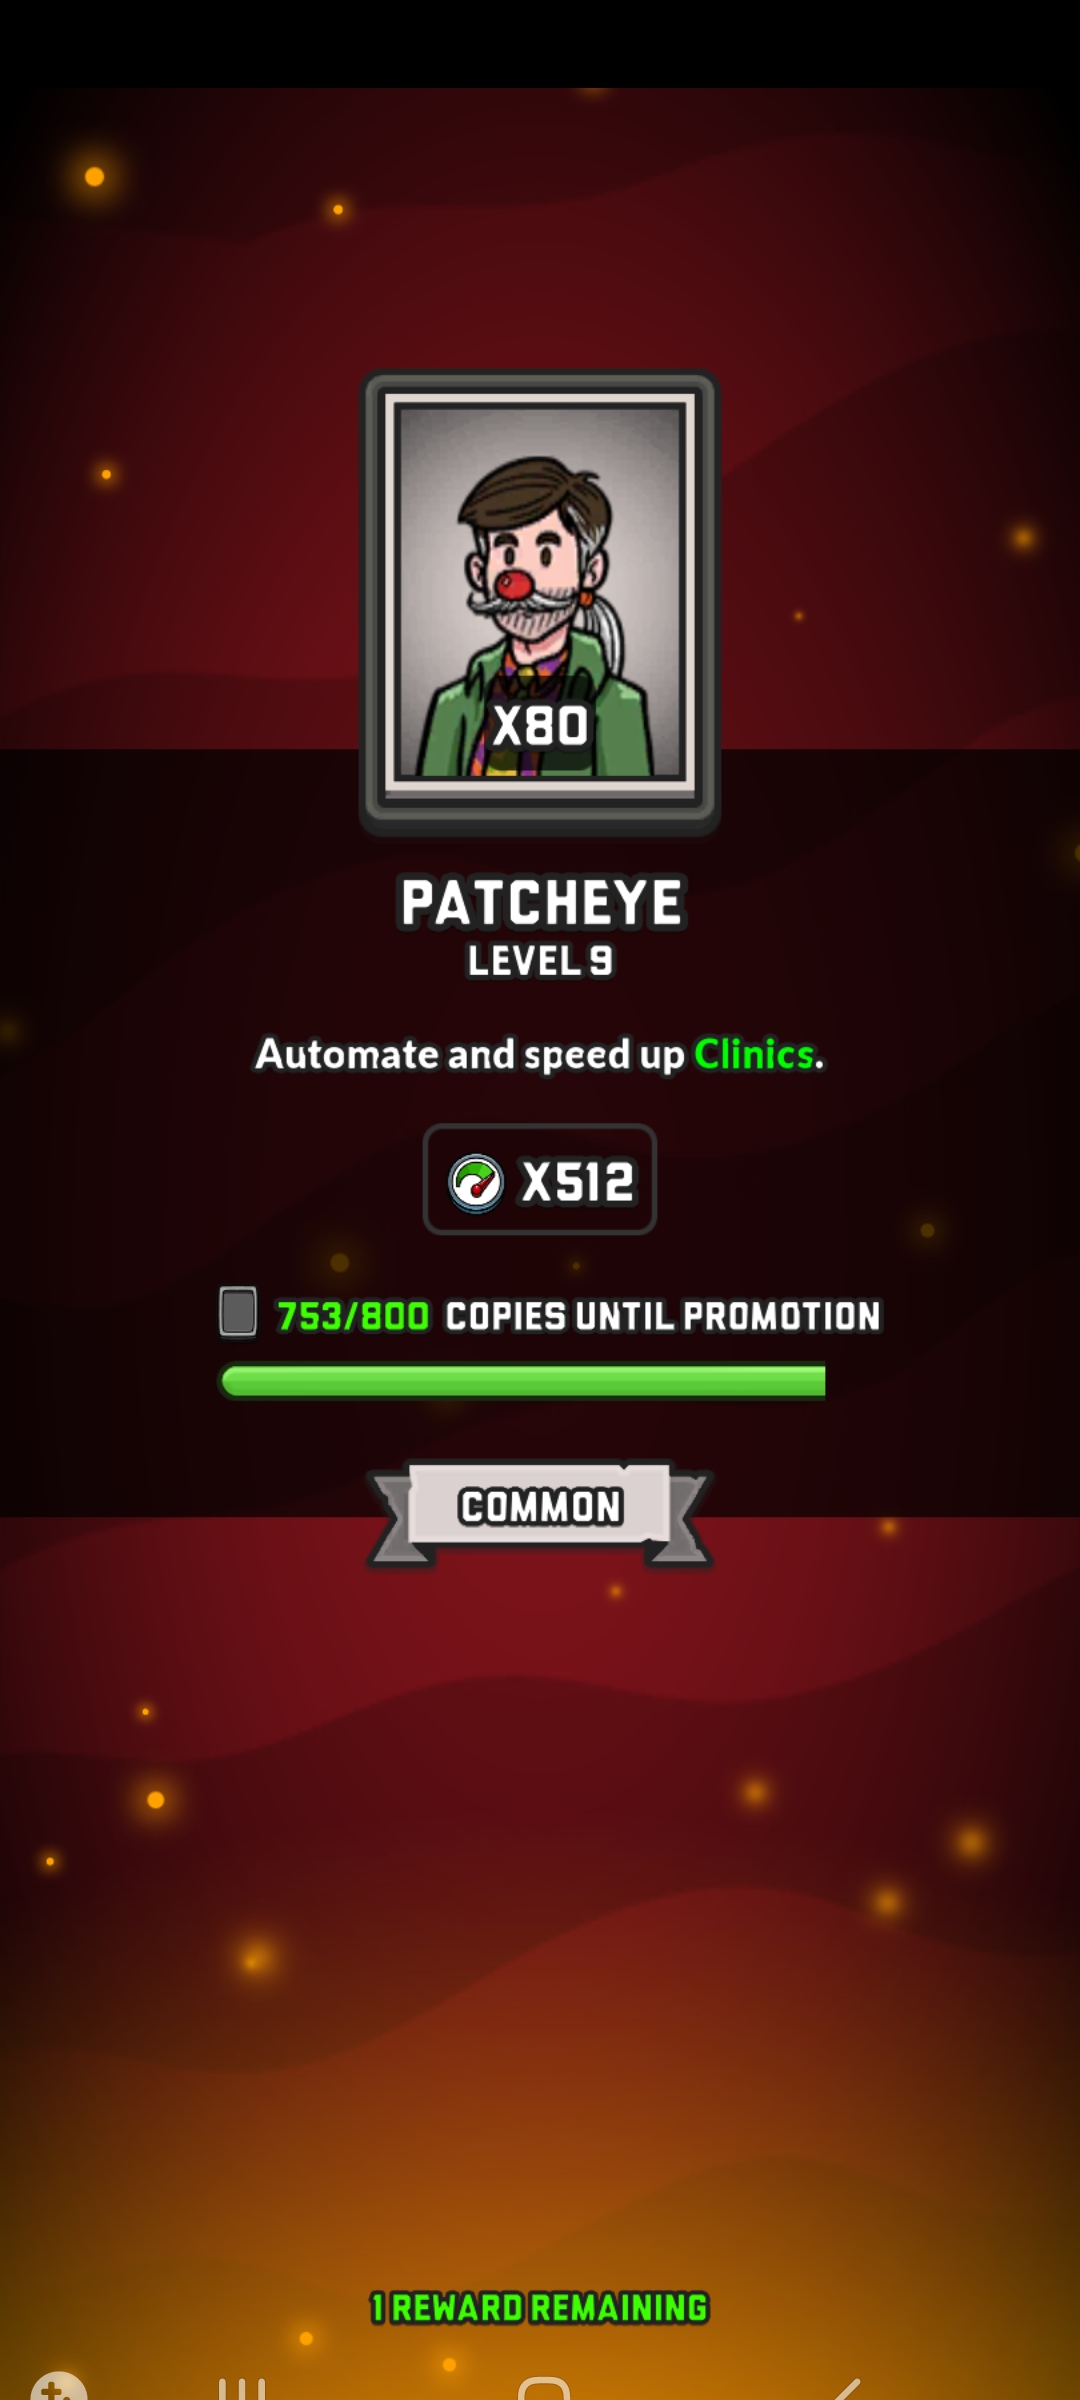 X80
PATCHEYE
LEVEL 9
Automate and speed up Clinics.
X512
753/800 COPIES UNTIL PROMOTION
COMMON
1 REWARD REMAINING